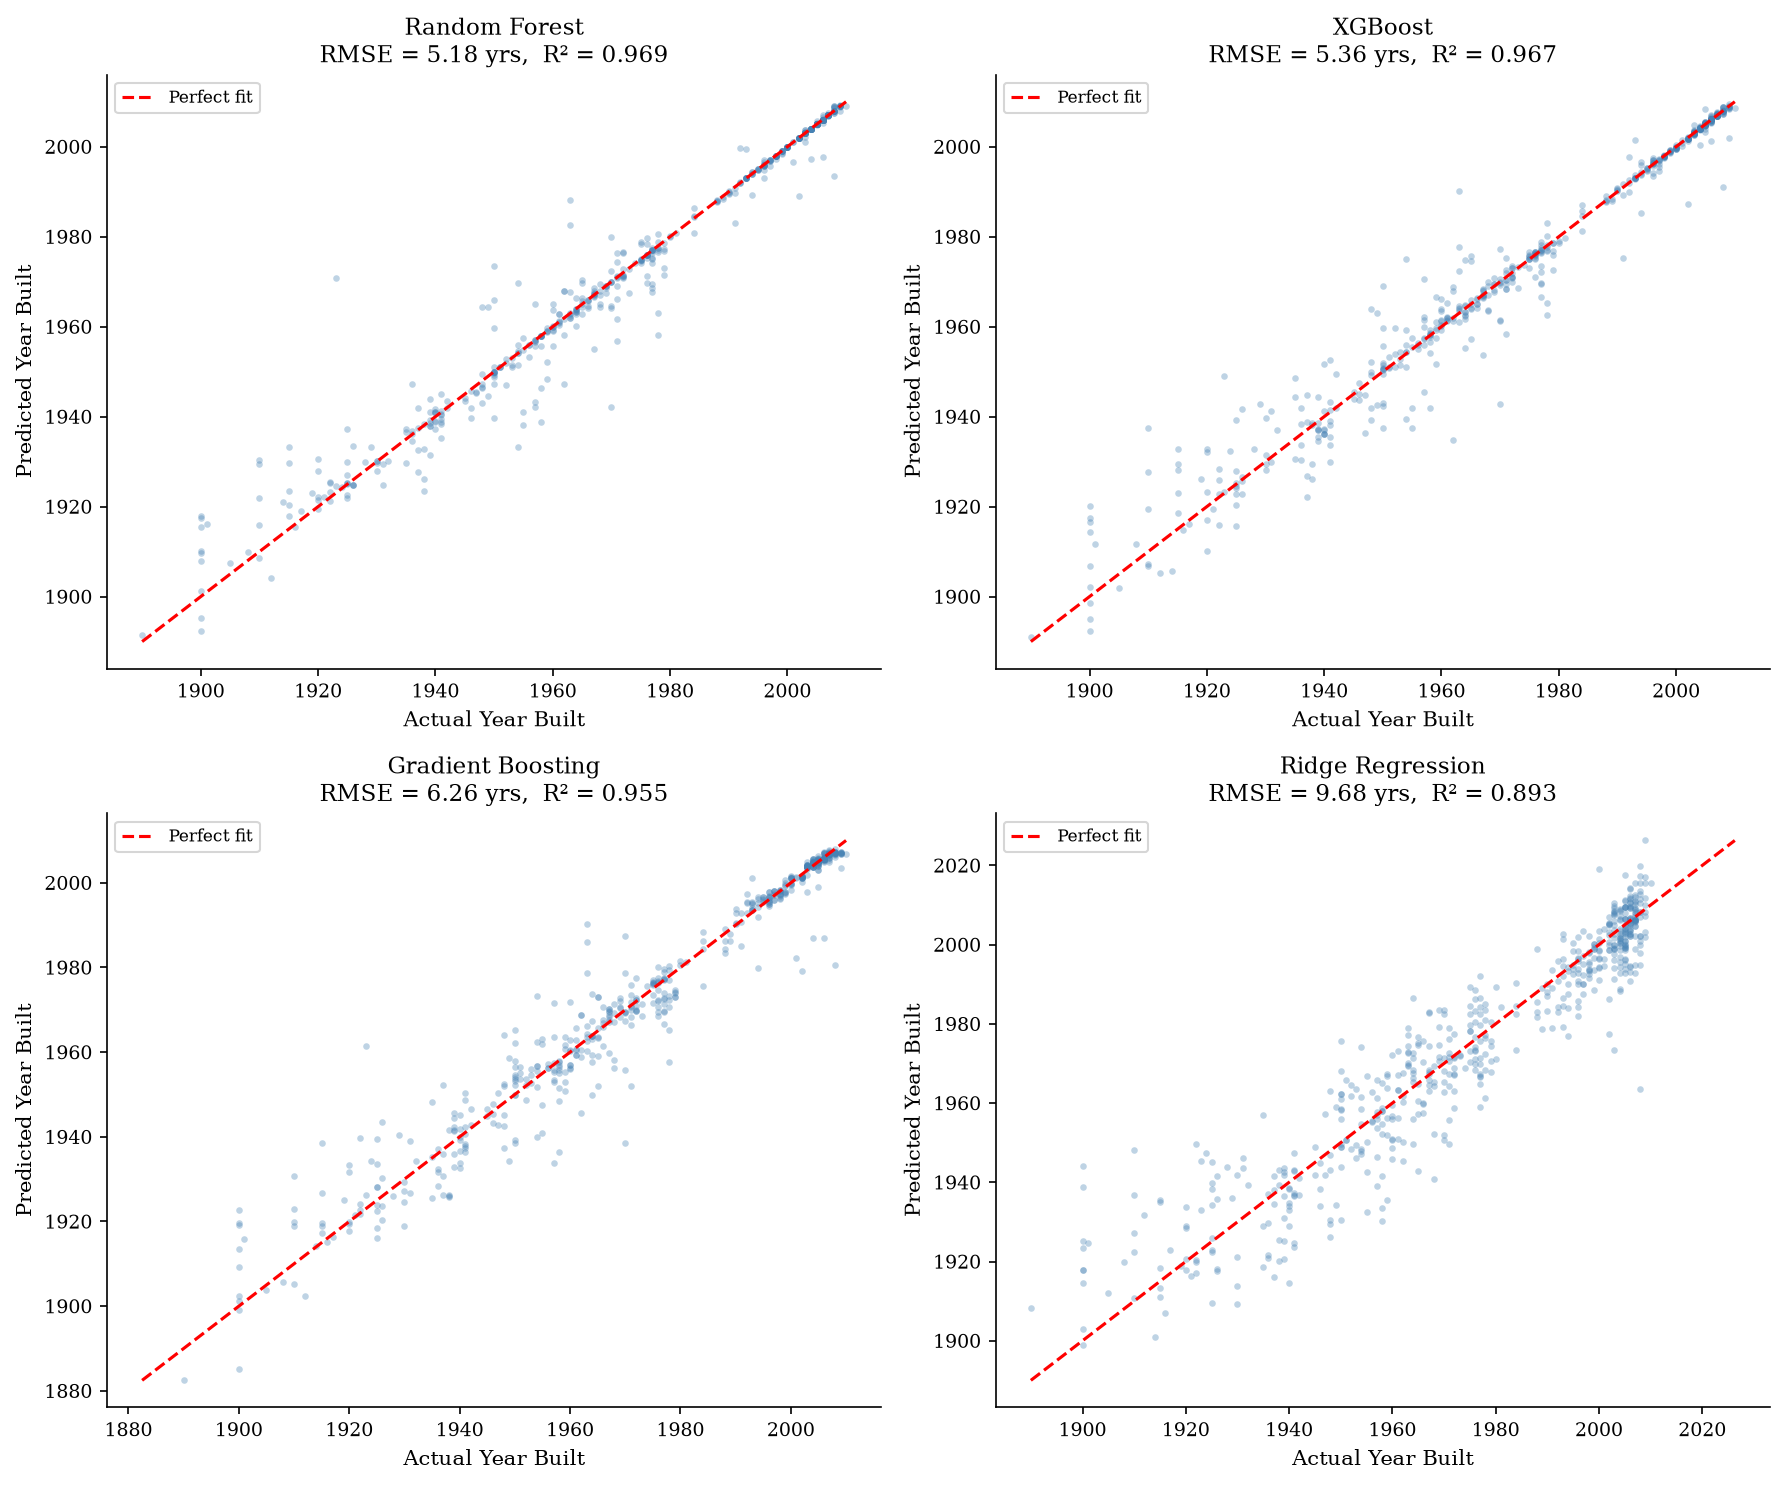 Random Forest
RMSE = 5.18 yrs,  R² = 0.969
Perfect fit
2000
1980
1960
1940
1920
1900
Predicted Year Built
1900 1920 1940 1960 1980 2000
Actual Year Built
XGBoost
RMSE = 5.36 yrs,  R² = 0.967
Perfect fit
2000
1980
1960
1940
1920
1900
Predicted Year Built
1900 1920 1940 1960 1980 2000
Actual Year Built
Gradient Boosting
RMSE = 6.26 yrs,  R² = 0.955
Perfect fit
2000
1980
1960
1940
1920
1900
1880
Predicted Year Built
1880 1900 1920 1940 1960 1980 2000
Actual Year Built
Ridge Regression
RMSE = 9.68 yrs,  R² = 0.893
Perfect fit
2020
2000
1980
1960
1940
1920
1900
Predicted Year Built
1900 1920 1940 1960 1980 2000 2020
Actual Year Built